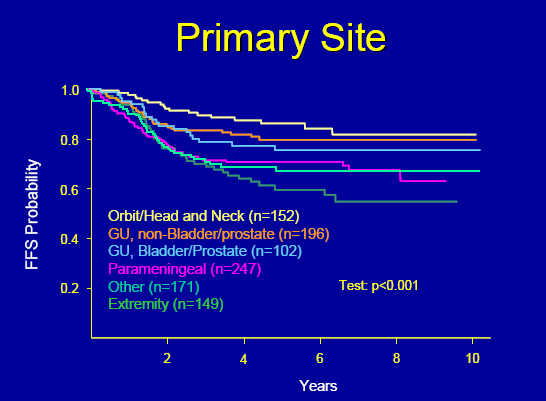 Primary Site
1.0
0.8
0.6
0.4
0.2
FFS Probability
Orbit/Head and Neck (n=152)
GU, non-Bladder/prostate (n=196)
GU, Bladder/Prostate (n=102)
Parameningeal (n=247)
Other (n=171)
Extremity (n=149)
Test: p<0.001
2 4 6 8 10
Years